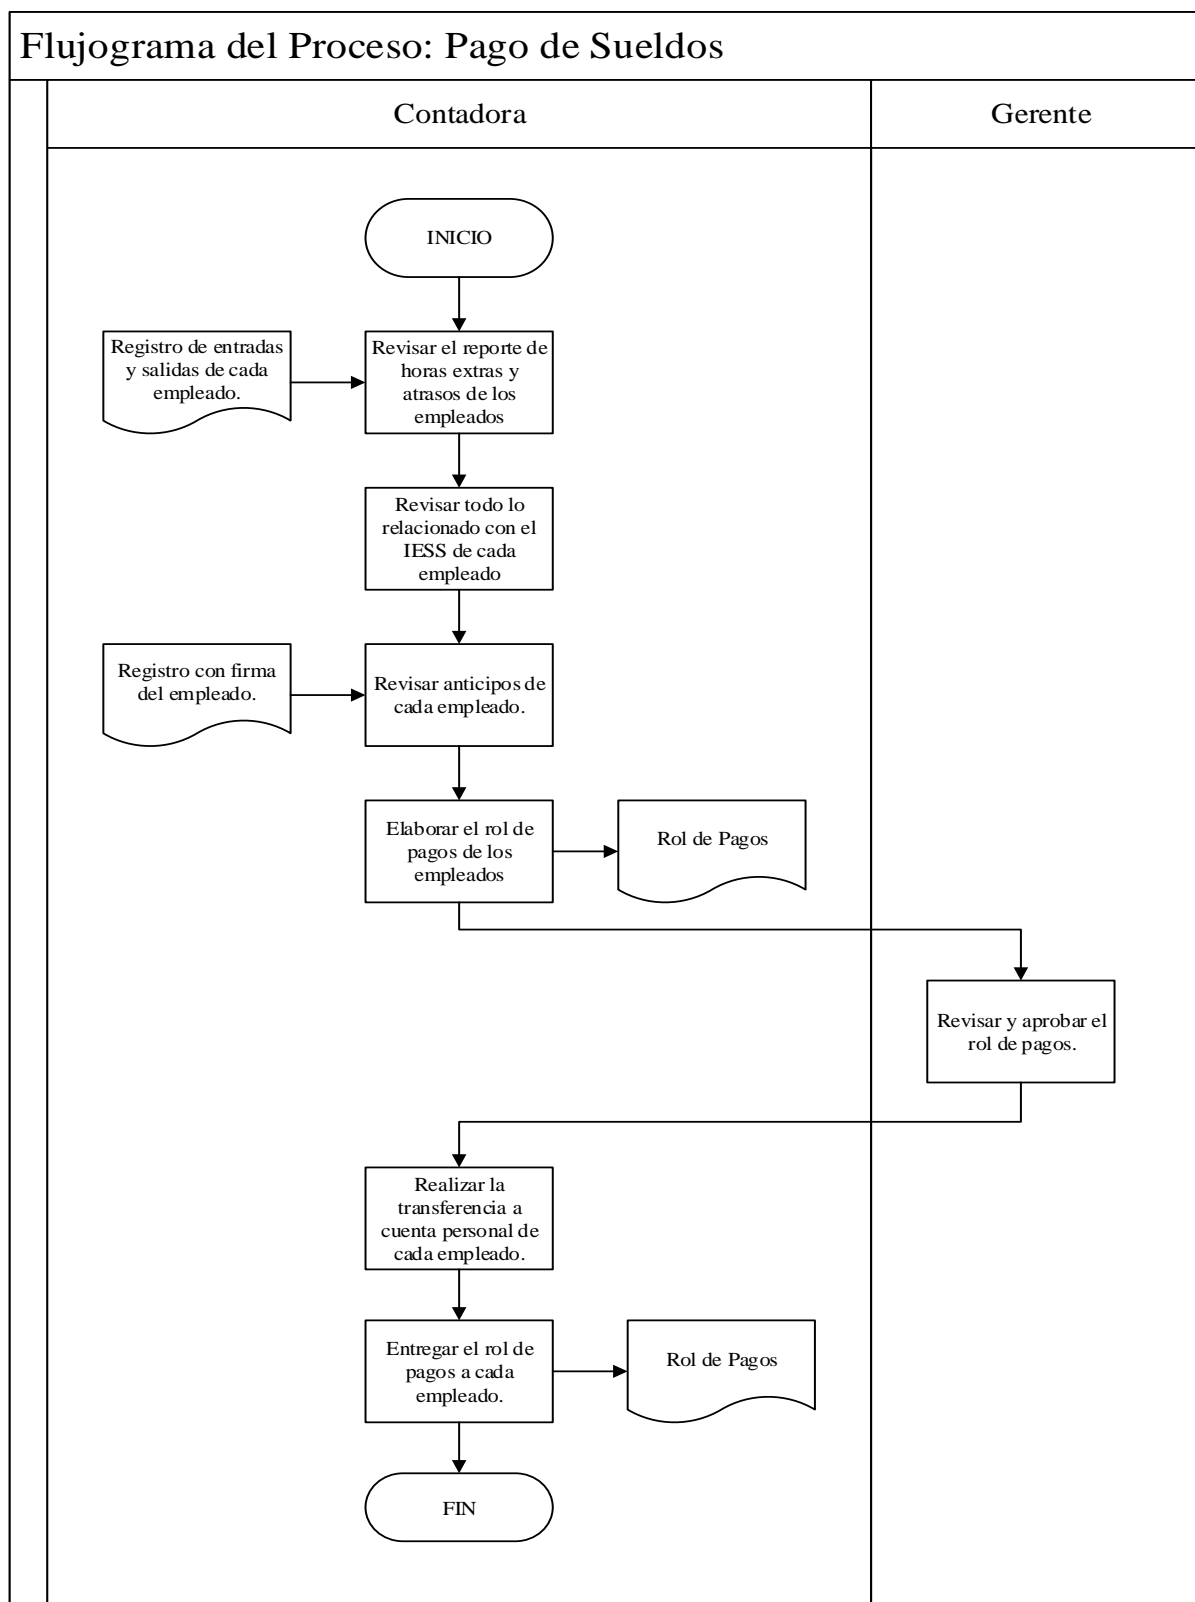 Flujograma del Proceso: Pago de Sueldos
Contadora
Gerente
INICIO
Registro de entradas
y salidas de cada
empleado.
Revisar el reporte de
horas extras y
atrasos de los
empleados
Revisar todo lo
relacionado con el
IESS de cada
empleado
Registro con firma
del empleado.
Revisar anticipos de
cada empleado.
Elaborar el rol de
pagos de los
empleados
Rol de Pagos
Revisar y aprobar el
rol de pagos.
Realizar la
transferencia a
cuenta personal de
cada empleado.
Entregar el rol de
pagos a cada
empleado.
Rol de Pagos
FIN